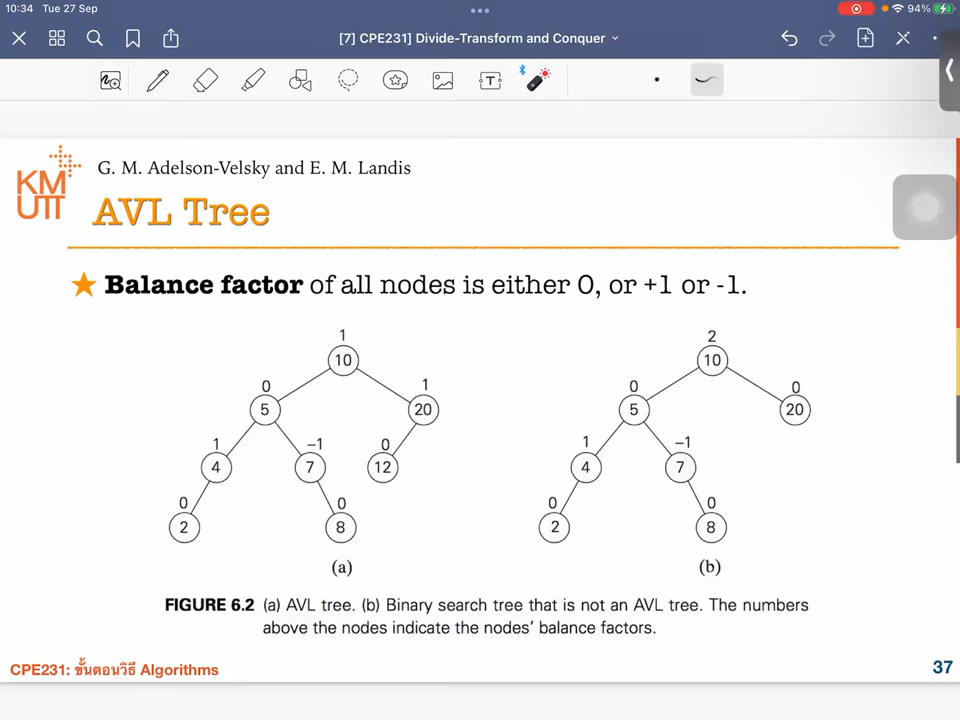 10:34 Tue 27 Sep
94%
[7] CPE231] Divide-Transform and Conquer
T
KM
UTT
G. M. Adelson-Velsky and E. M. Landis
AVL Tree
Balance factor of all nodes is either 0, or +1 or -1.
1 2
10 10
0 1 0 0
5 20 5 20
1 -1 0 1 -1
4 7 12 4 7
0 0 0 0
2 8 2 8
(a) (b)
FIGURE 6.2 (a) AVL tree. (b) Binary search tree that is not an AVL tree. The numbers
above the nodes indicate the nodes' balance factors.
CPE231: ขั้นตอนวิธี Algorithms 37